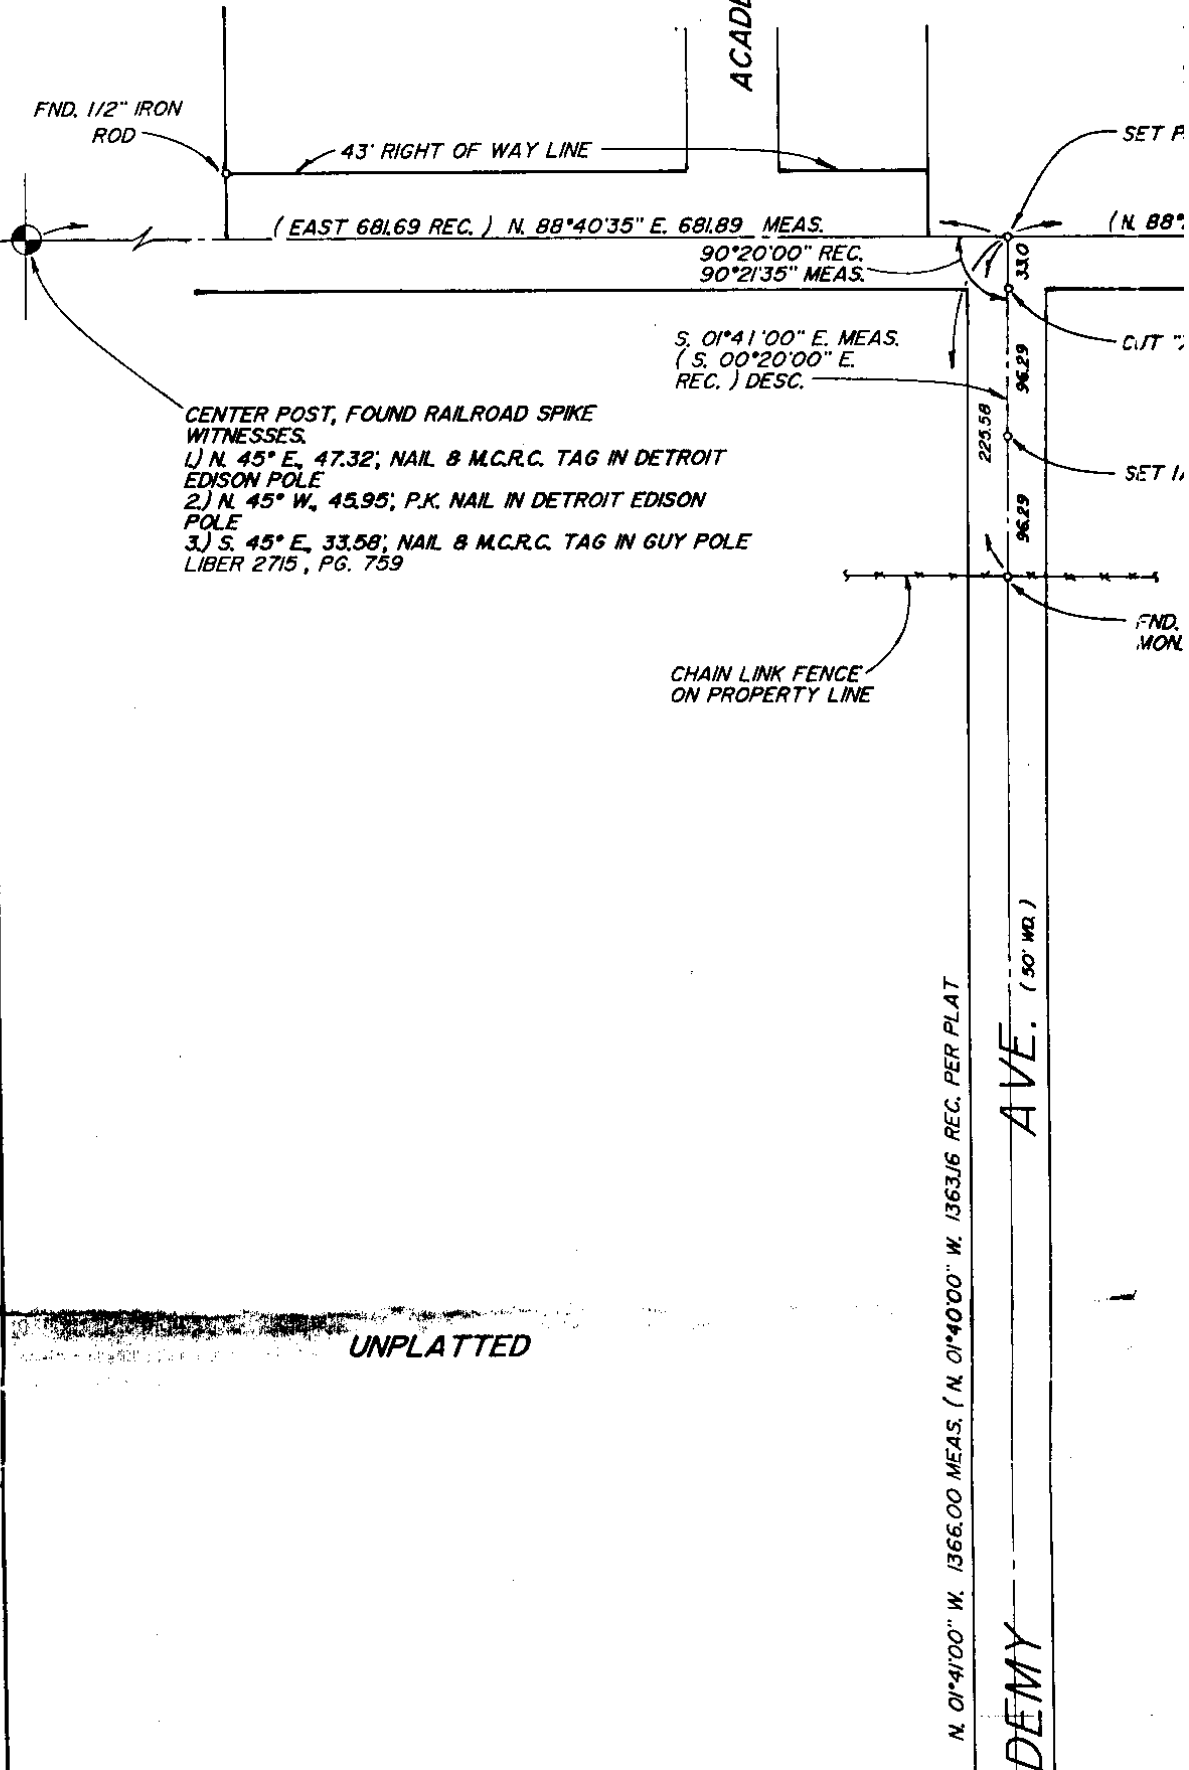 FND. 1/2" IRON
ROD
43' RIGHT OF WAY LINE
SET
( EAST 681.69 REC. ) N. 88°40'35" E. 681.89 MEAS.
( N. 88°
90°20'00" REC.
90°21'35" MEAS.
33.0
S. 01°41'00" E. MEAS.
( S. 00°20'00" E.
REC. ) DESC.
CUT
96.29
225.58
SET
96.29
CENTER POST, FOUND RAILROAD SPIKE
WITNESSES.
1.) N. 45° E., 47.32', NAIL & M.C.R.C. TAG IN DETROIT
EDISON POLE
2.) N. 45° W., 45.95', P.K. NAIL IN DETROIT EDISON
POLE
3.) S. 45° E., 33.58', NAIL & M.C.R.C. TAG IN GUY POLE
LIBER 2715, PG. 759
FND.
MON.
CHAIN LINK FENCE
ON PROPERTY LINE
N. 01°41'00" W. 1366.00 MEAS. ( N. 01°40'00" W. 1363.16 REC. PER PLAT
DEMY AVE. ( 50' WD. )
UNPLATTED